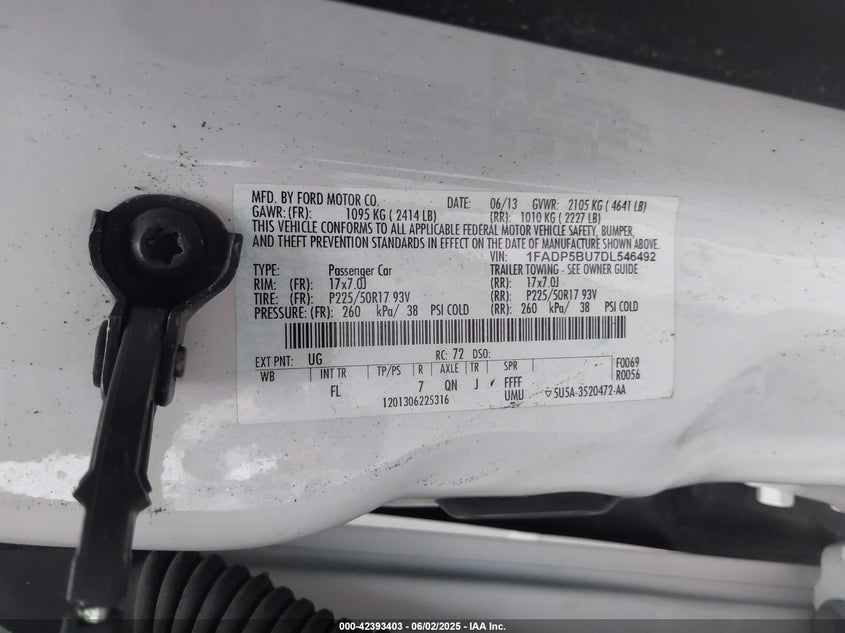 MFD. BY FORD MOTOR CO. DATE: 06/13 GVWR: 2105 KG ( 4641 LB)
GAWR: (FR): 1095 KG ( 2414 LB) (RR): 1010 KG ( 2227 LB)
THIS VEHICLE CONFORMS TO ALL APPLICABLE FEDERAL MOTOR VEHICLE SAFETY, BUMPER,
AND THEFT PREVENTION STANDARDS IN EFFECT ON THE DATE OF MANUFACTURE SHOWN ABOVE.
VIN: 1FADP5BU7DL546492
TYPE: Passenger Car TRAILER TOWING - SEE OWNER GUIDE
RIM: (FR): 17x7.0J (RR): 17x7.0J
TIRE: (FR): P225/50R17 93V (RR): P225/50R17 93V
PRESSURE: (FR): 260 kPa/ 38 PSI COLD (RR): 260 kPa/ 38 PSI COLD
EXT PNT: UG RC: 72 DSO: F0069
WB INT TR TP/PS R AXLE TR SPR R0056
FL 7 QN J ✓ FFFF
1201306225316 UMU ▽ 5U5A-3520472-AA
000-42393403 - 06/02/2025 - IAA Inc.